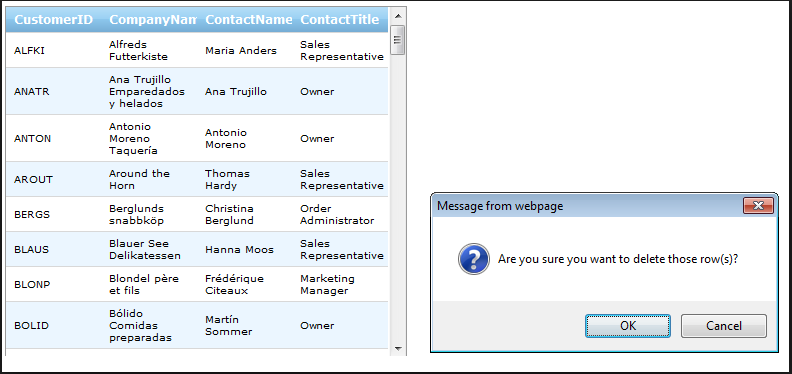 CustomerID CompanyNam ContactName ContactTitle
ALFKI Alfreds Futterkiste Maria Anders Sales Representative
ANATR Ana Trujillo Emparedados y helados Ana Trujillo Owner
ANTON Antonio Moreno Taquería Antonio Moreno Owner
AROUT Around the Horn Thomas Hardy Sales Representative
BERGS Berglunds snabbköp Christina Berglund Order Administrator
BLAUS Blauer See Delikatessen Hanna Moos Sales Representative
BLONP Blondel père et fils Frédérique Citeaux Marketing Manager
BOLID Bólido Comidas preparadas Martín Sommer Owner
Message from webpage
Are you sure you want to delete those row(s)?
OK Cancel